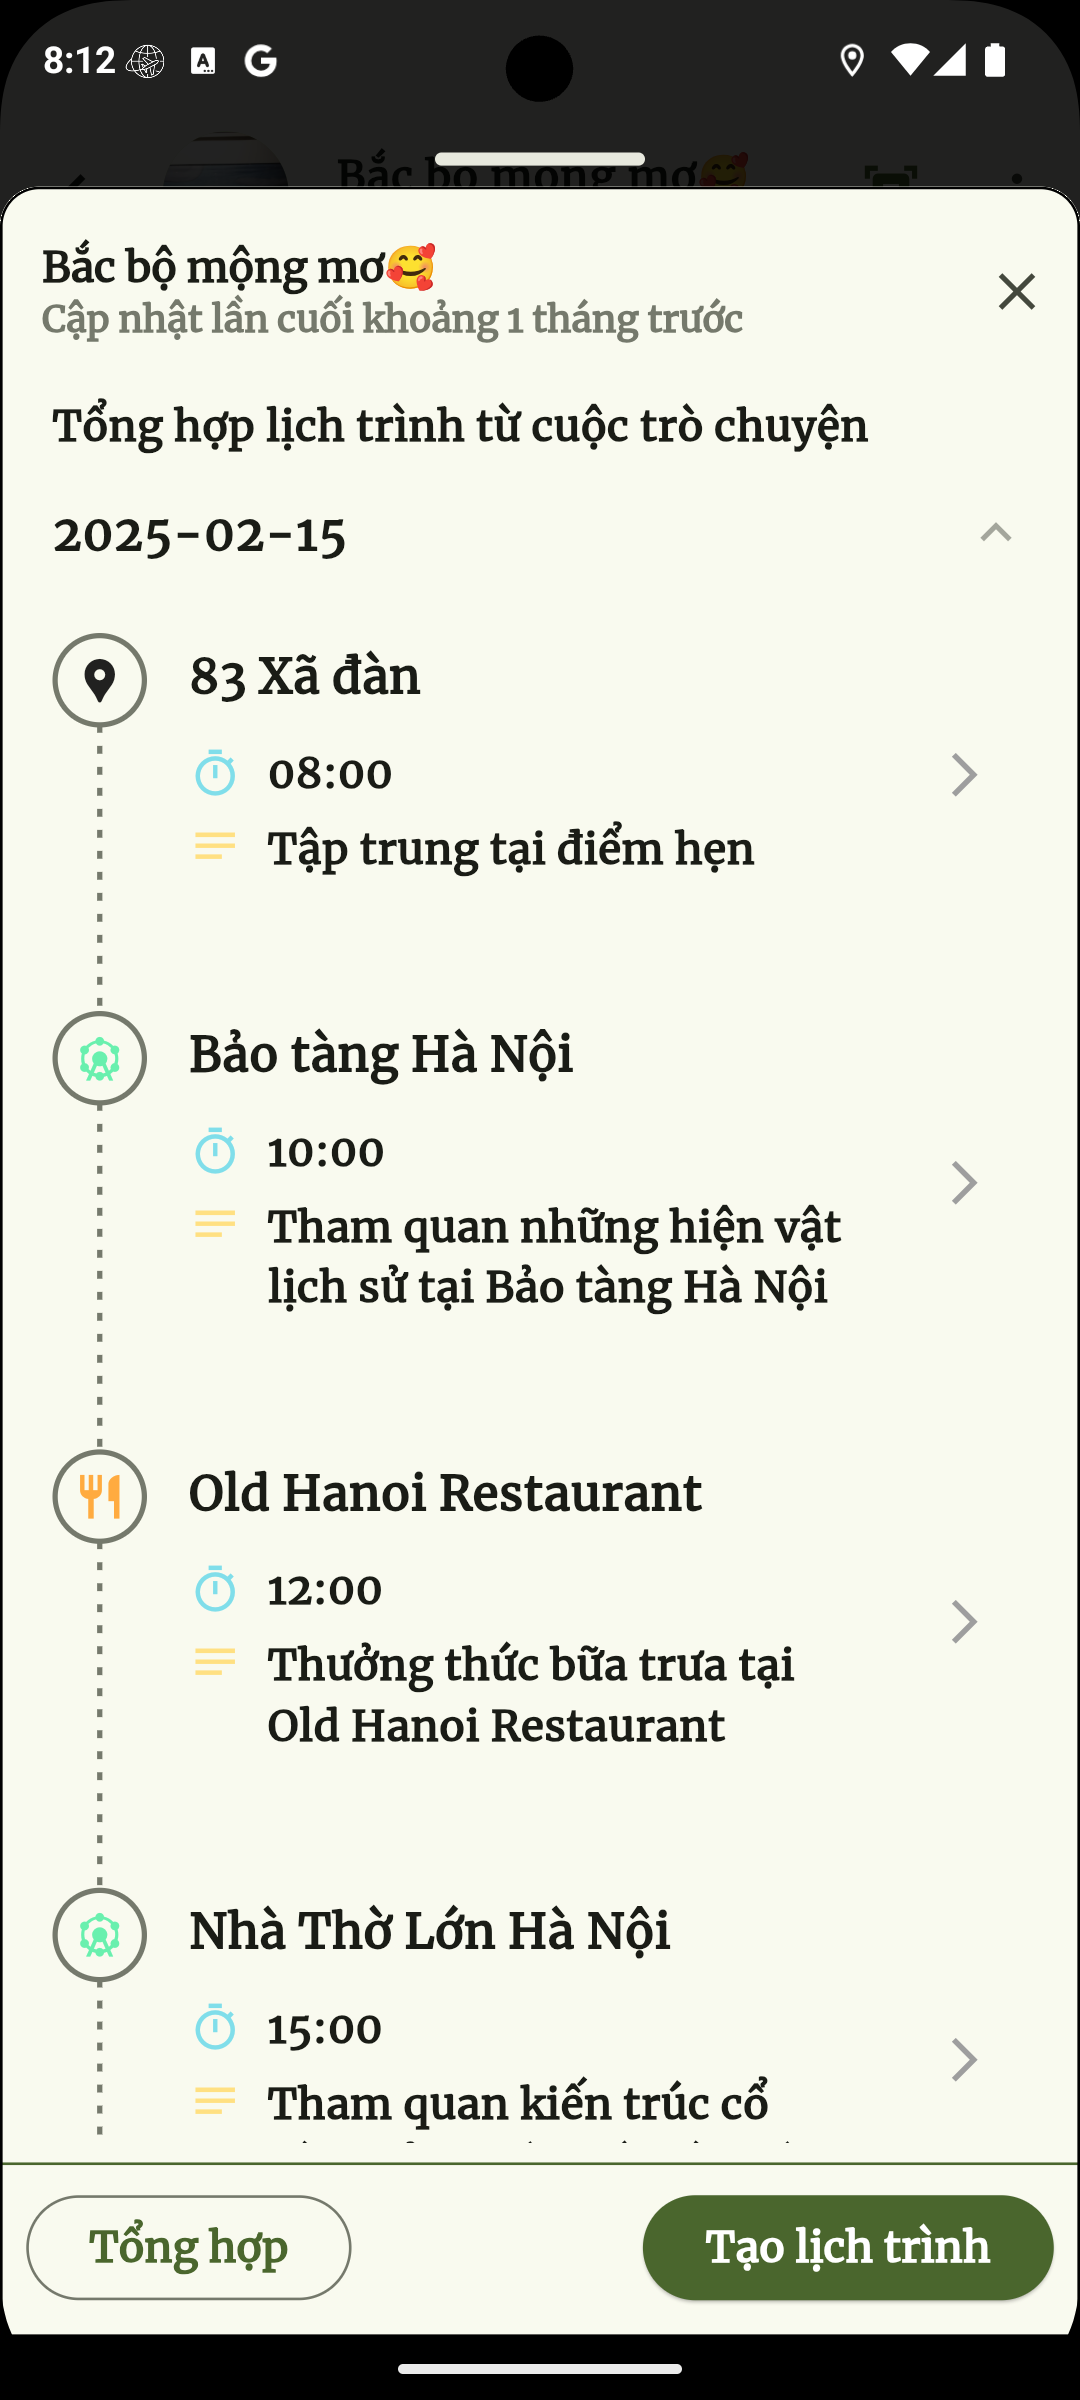 8:12
Bắc bộ mộng mơ🥰
Bắc bộ mộng mơ🥰
Cập nhật lần cuối khoảng 1 tháng trước
Tổng hợp lịch trình từ cuộc trò chuyện
2025-02-15
83 Xã đàn
08:00
Tập trung tại điểm hẹn
Bảo tàng Hà Nội
10:00
Tham quan những hiện vật
lịch sử tại Bảo tàng Hà Nội
Old Hanoi Restaurant
12:00
Thưởng thức bữa trưa tại
Old Hanoi Restaurant
Nhà Thờ Lớn Hà Nội
15:00
Tham quan kiến trúc cổ
Tổng hợp
Tạo lịch trình